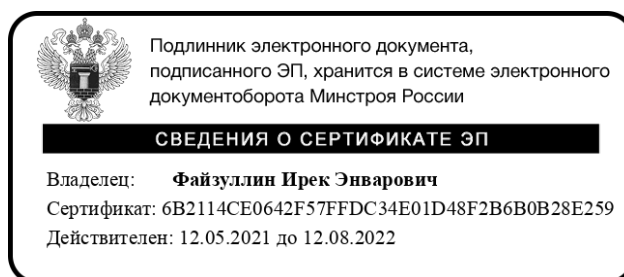 Подлинник электронного документа,
подписанного ЭП, хранится в системе электронного
документоборота Минстроя России
СВЕДЕНИЯ О СЕРТИФИКАТЕ ЭП
Владелец: Файзуллин Ирек Энварович
Сертификат: 6B2114CE0642F57FFDC34E01D48F2B6B0B28E259
Действителен: 12.05.2021 до 12.08.2022